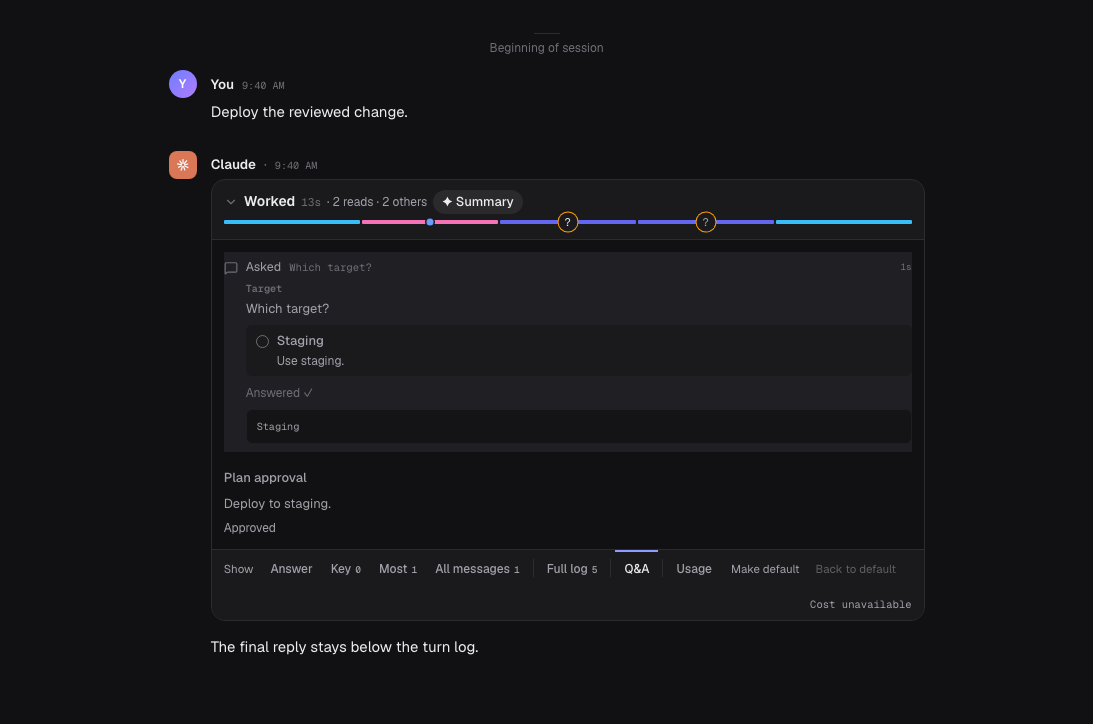 Beginning of session
Y
You 9:40 AM
Deploy the reviewed change.
Claude · 9:40 AM
Worked 13s · 2 reads · 2 others Summary
? ?
Asked Which target? 1s
Target
Which target?
Staging
Use staging.
Answered ✓
Staging
Plan approval
Deploy to staging.
Approved
Show Answer Key 0 Most 1 All messages 1 Full log 5 Q&A Usage Make default Back to default
Cost unavailable
The final reply stays below the turn log.